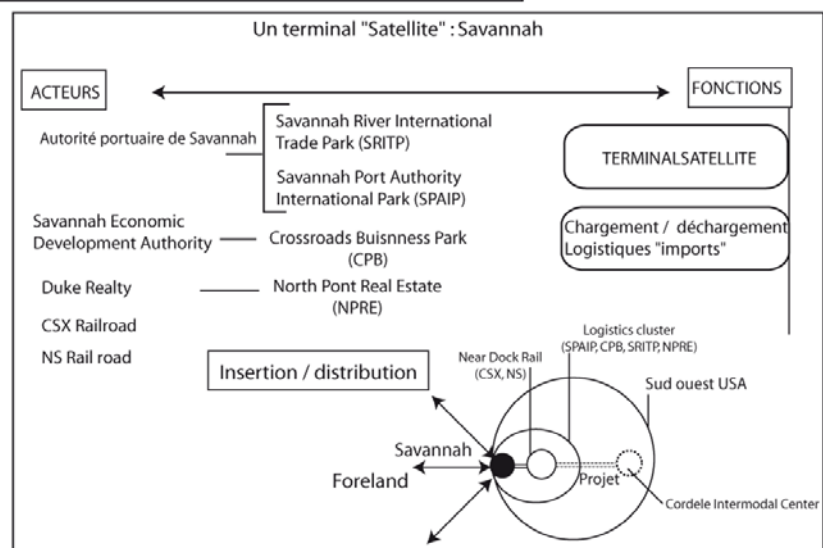 Un terminal "Satellite" : Savannah
ACTEURS
FONCTIONS
Autorité portuaire de Savannah
Savannah River International
Trade Park (SRITP)
Savannah Port Authority
International Park (SPAIP)
TERMINALSATELLITE
Savannah Economic
Development Authority
Crossroads Buisnness Park
(CPB)
Chargement / déchargement
Logistiques "imports"
Duke Realty
North Pont Real Estate
(NPRE)
CSX Railroad
NS Rail road
Insertion / distribution
Near Dock Rail
(CSX, NS)
Logistics cluster
(SPAIP, CPB, SRITP, NPRE)
Sud ouest USA
Savannah
Foreland
Projet
Cordele Intermodal Center